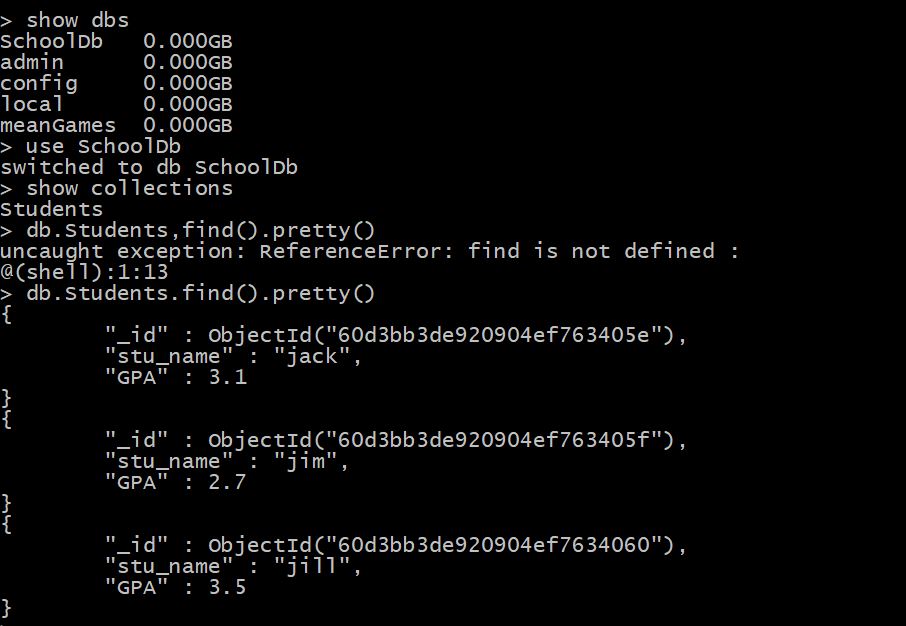 > show dbs
SchoolDb   0.000GB
admin      0.000GB
config     0.000GB
local      0.000GB
meanGames  0.000GB
> use SchoolDb
switched to db SchoolDb
> show collections
Students
> db.Students,find().pretty()
uncaught exception: ReferenceError: find is not defined :
@(shell):1:13
> db.Students.find().pretty()
{
        "_id" : ObjectId("60d3bb3de920904ef763405e"),
        "stu_name" : "jack",
        "GPA" : 3.1
}
{
        "_id" : ObjectId("60d3bb3de920904ef763405f"),
        "stu_name" : "jim",
        "GPA" : 2.7
}
{
        "_id" : ObjectId("60d3bb3de920904ef7634060"),
        "stu_name" : "jill",
        "GPA" : 3.5
}